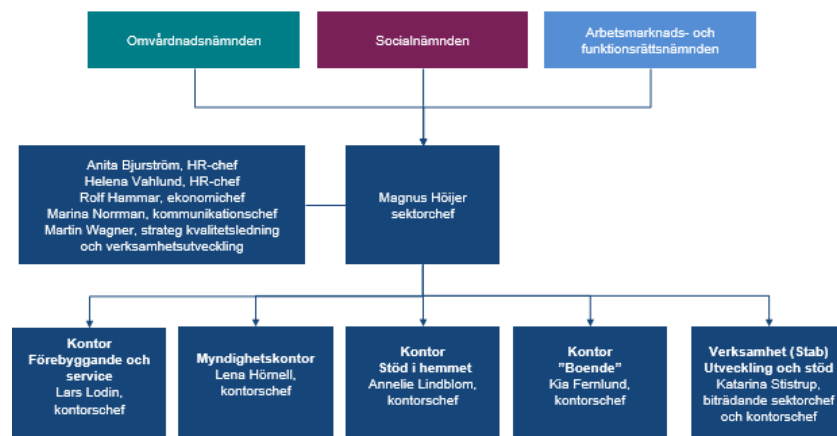 Omvårdnadsnämnden
Socialnämnden
Arbetsmarknads- och
funktionsrättsnämnden
Anita Bjurström, HR-chef
Helena Vahlund, HR-chef
Rolf Hammar, ekonomichef
Marina Norrman, kommunikationschef
Martin Wagner, strateg kvalitetsledning
och verksamhetsutveckling
Magnus Höijer
sektorchef
Kontor
Förebyggande och
service
Lars Lodin,
kontorschef
Myndighetskontor
Lena Hörnell,
kontorschef
Kontor
Stöd i hemmet
Annelie Lindblom,
kontorschef
Kontor
"Boende"
Kia Fernlund,
kontorschef
Verksamhet (Stab)
Utveckling och stöd
Katarina Stistrup,
biträdande sektorchef
och kontorschef